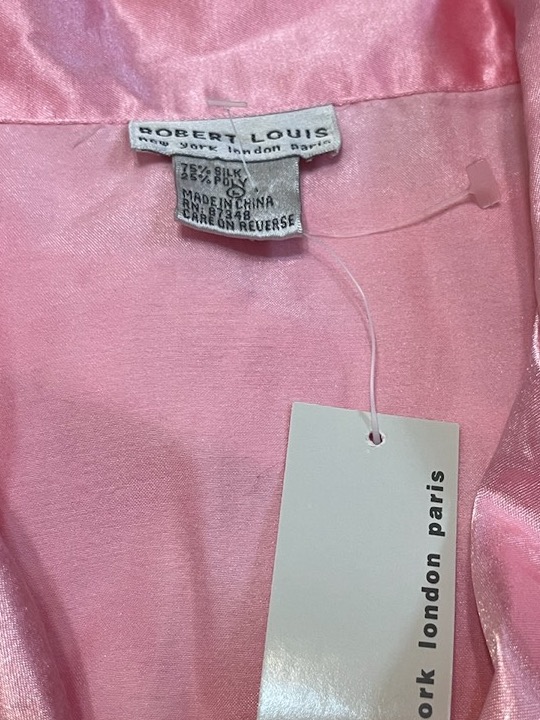 ROBERT LOUIS
new york london paris
75% SILK
25% POLY
L
MADE IN CHINA
RN: 87348
CARE ON REVERSE
ork london paris